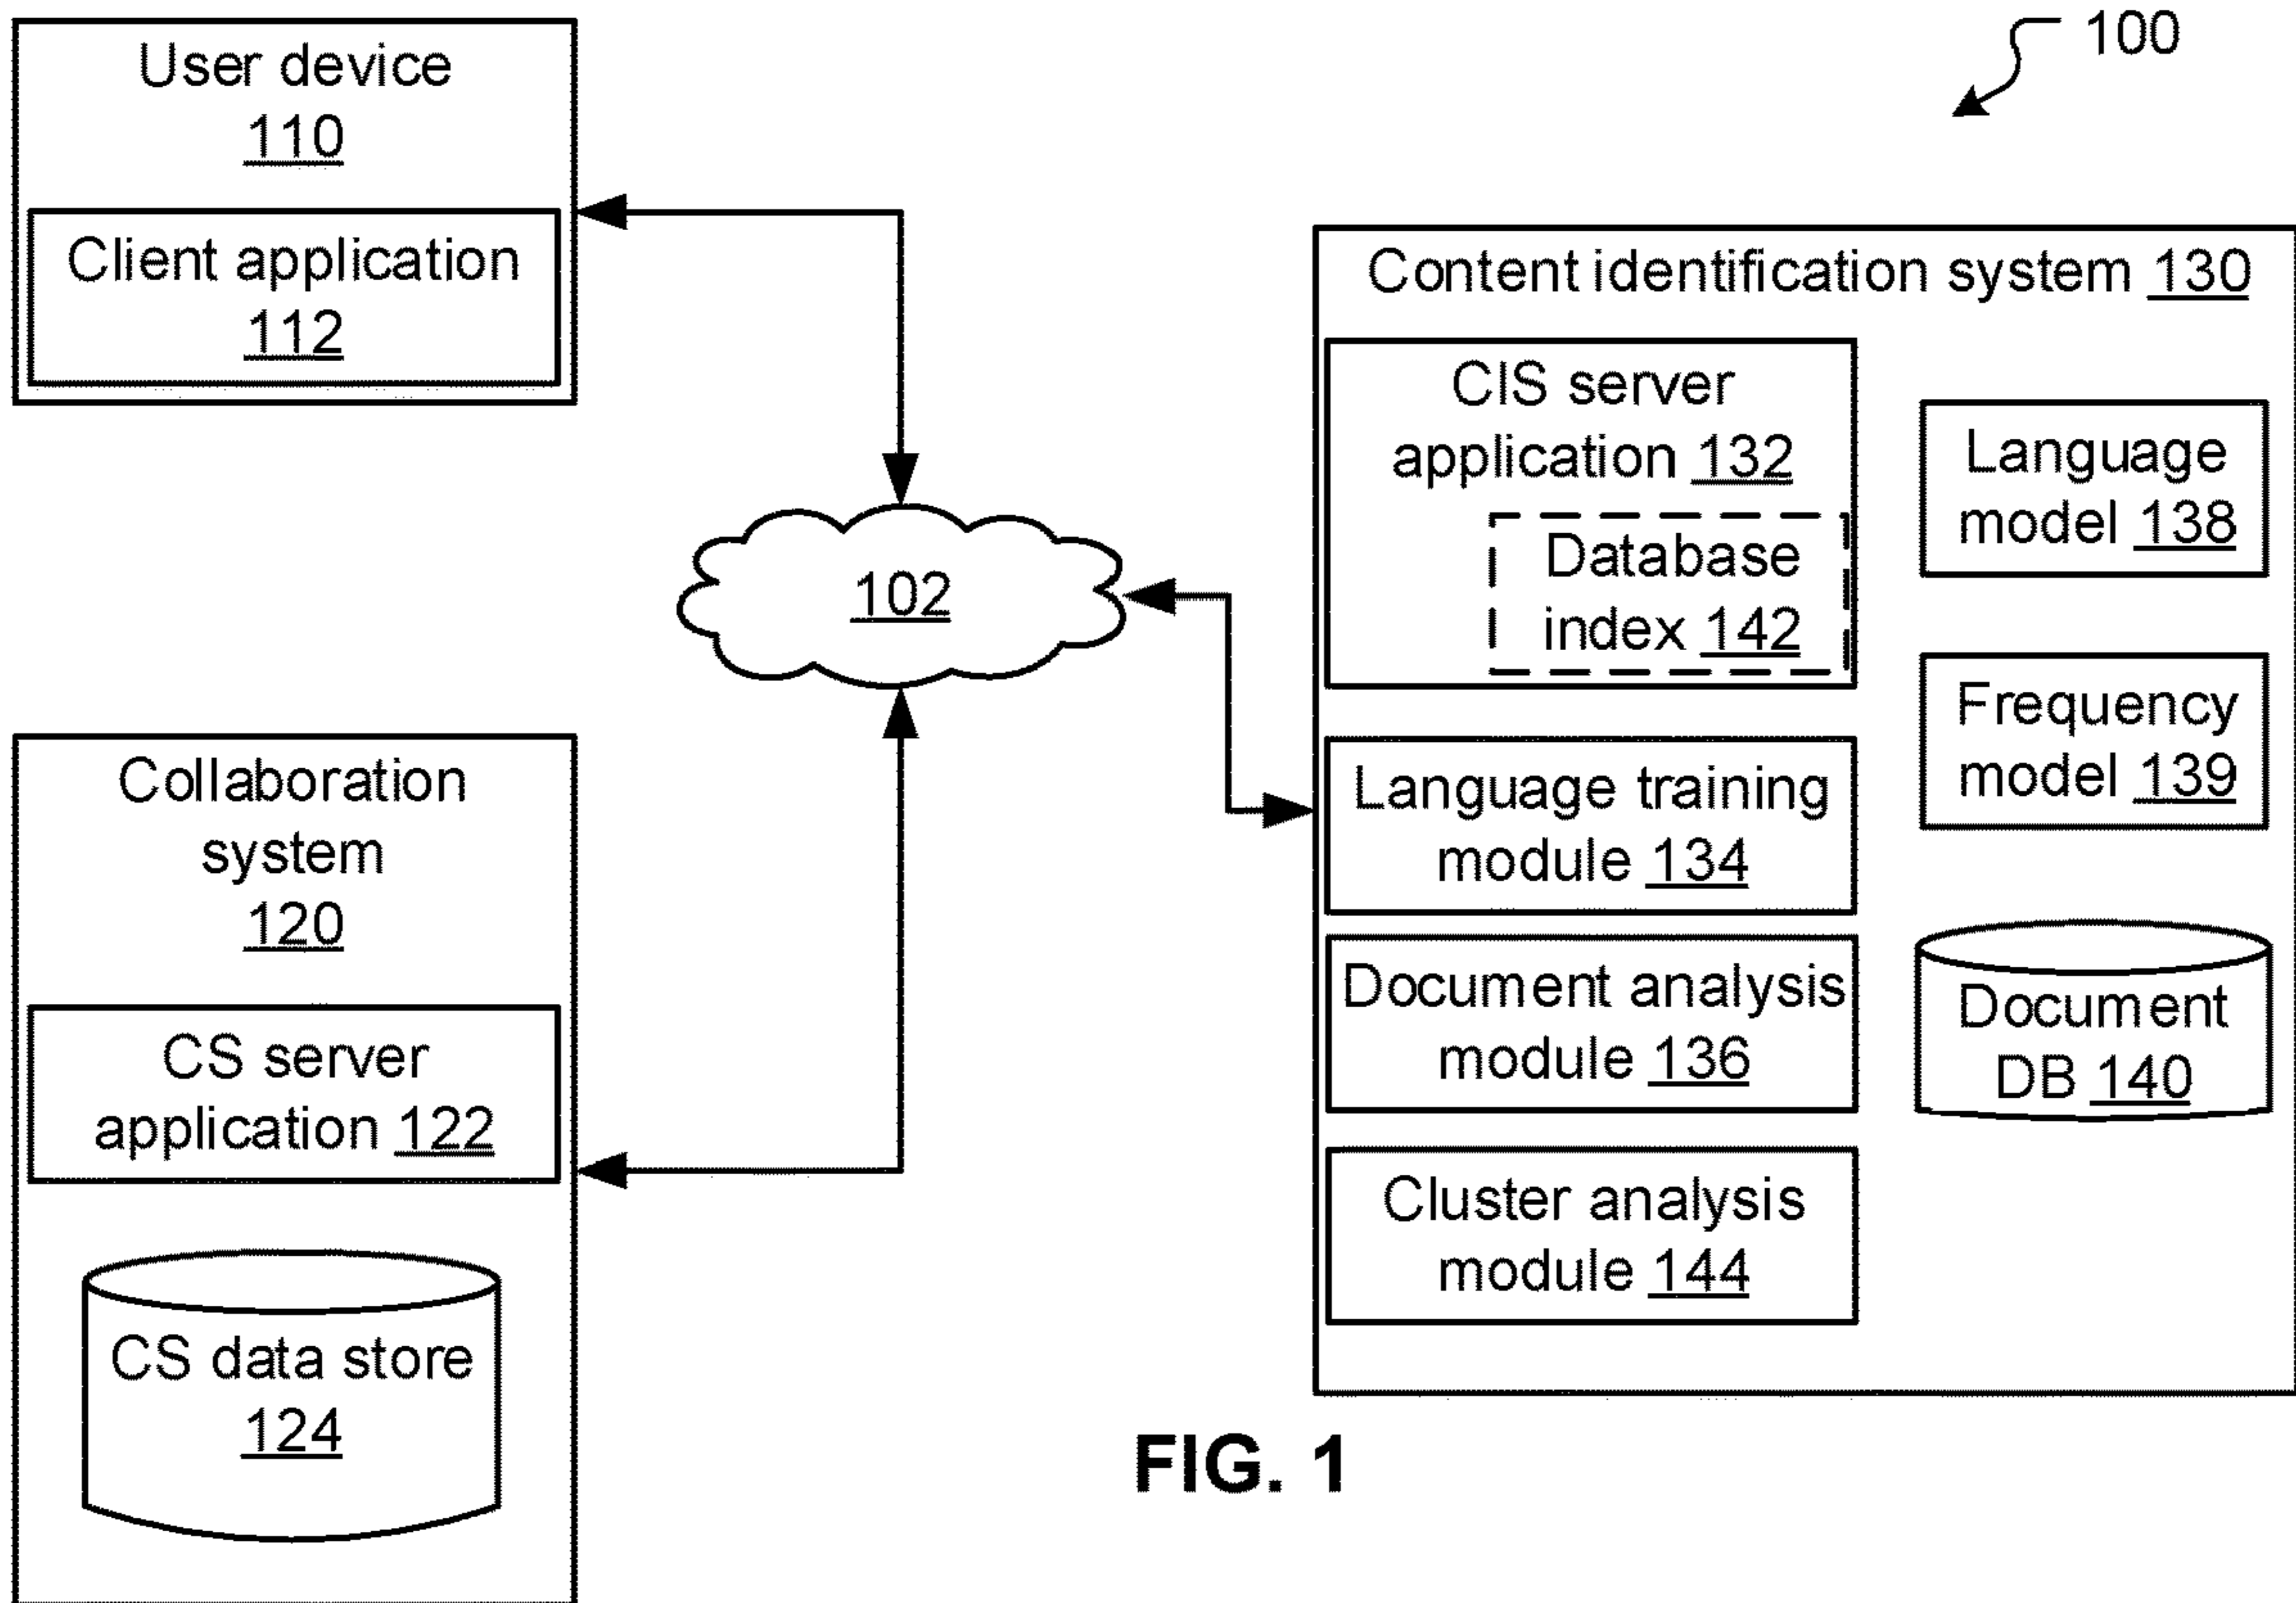 100
User device
110
Client application
112
102
Collaboration
system
120
CS server
application 122
CS data store
124
Content identification system 130
CIS server
application 132
Database
index 142
Language training
module 134
Document analysis
module 136
Cluster analysis
module 144
Language
model 138
Frequency
model 139
Document
DB 140
FIG. 1